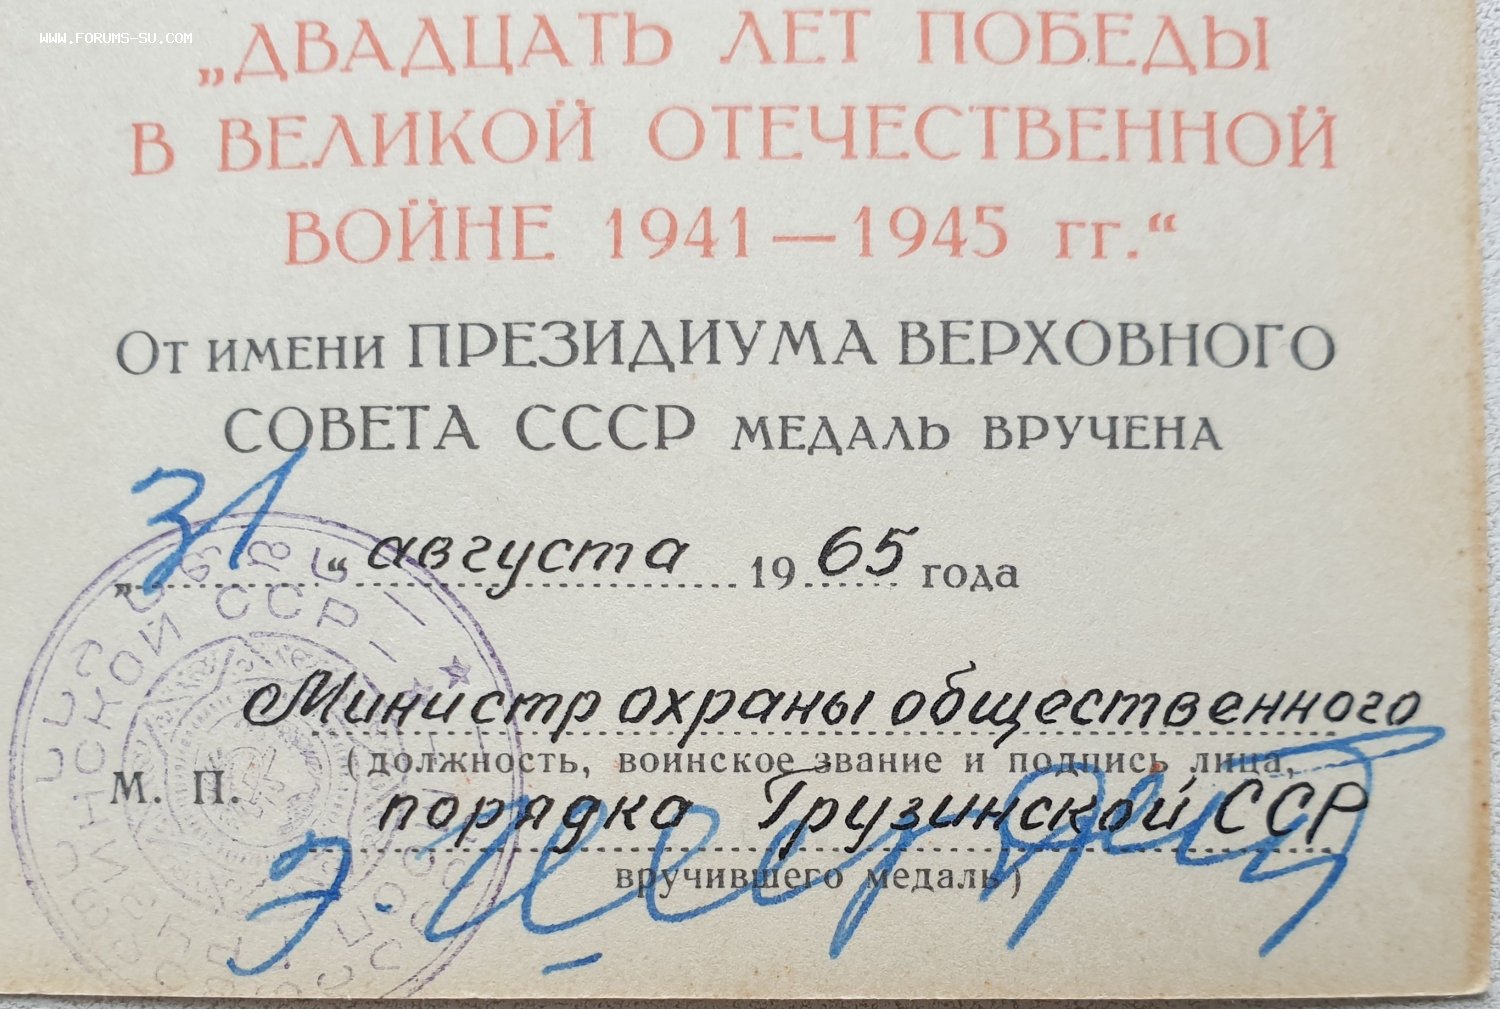 WWW.FORUMS-SU.COM
„ДВАДЦАТЬ ЛЕТ ПОБЕДЫ
В ВЕЛИКОЙ ОТЕЧЕСТВЕННОЙ
ВОЙНЕ 1941—1945 гг.“
От имени ПРЕЗИДИУМА ВЕРХОВНОГО
СОВЕТА СССР МЕДАЛЬ ВРУЧЕНА
„31“ августа 1965 года
Министр охраны общественного
(должность, воинское звание и подпись лица,
М. П.
порядка Грузинской ССР
вручившего медаль)